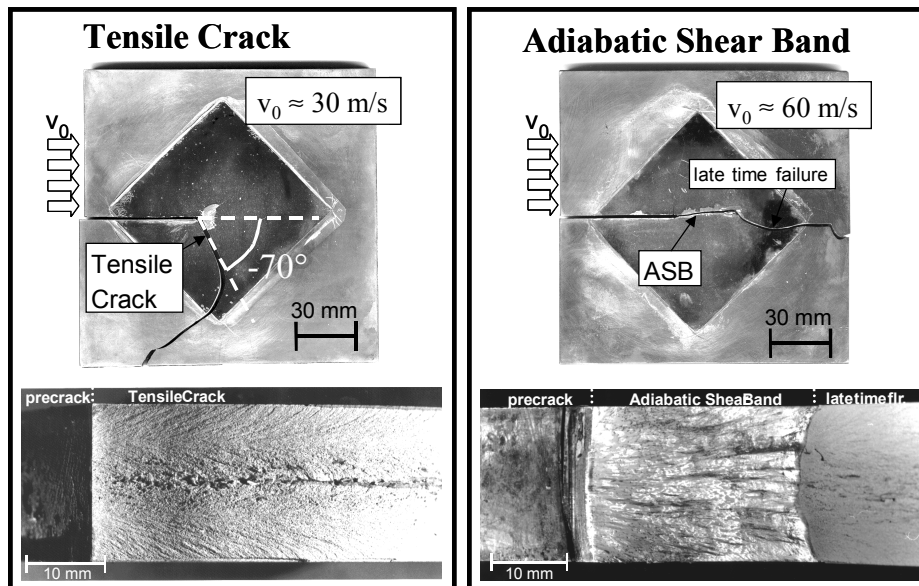 Tensile Crack
v₀ ≈ 30 m/s
v₀
Tensile
Crack
-70°
30 mm
precrack
TensileCrack
10 mm
Adiabatic Shear Band
v₀ ≈ 60 m/s
v₀
late time failure
ASB
30 mm
precrack
Adiabatic SheaBand
latetimeflr.
10 mm